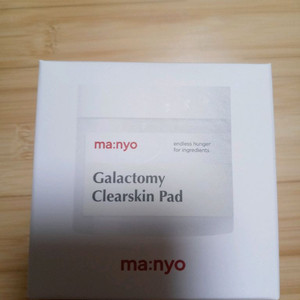 ma:nyo
endless hunger
for ingredients
Galactomy
Clearskin Pad
ma:nyo